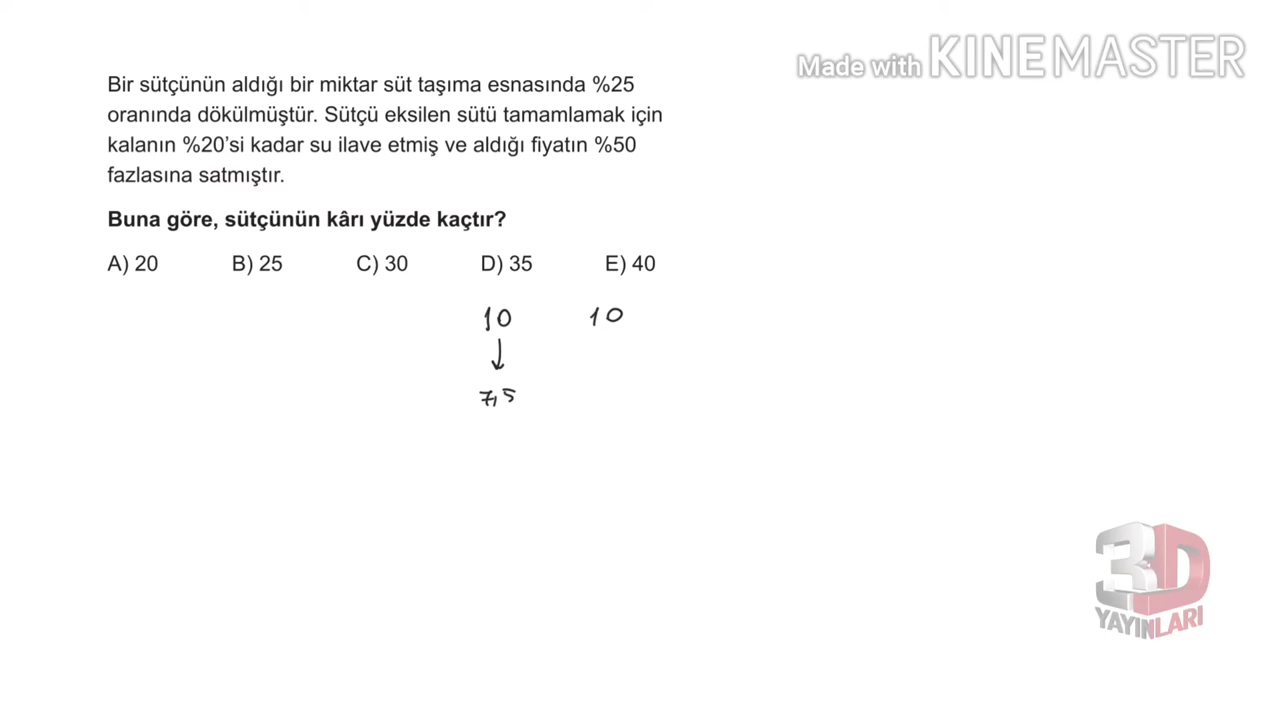 Made with KINEMASTER
Bir sütçünün aldığı bir miktar süt taşıma esnasında %25
oranında dökülmüştür. Sütçü eksilen sütü tamamlamak için
kalanın %20'si kadar su ilave etmiş ve aldığı fiyatın %50
fazlasına satmıştır.
Buna göre, sütçünün kârı yüzde kaçtır?
A) 20 B) 25 C) 30 D) 35 E) 40
10 10
7,5
3D
YAYINLARI